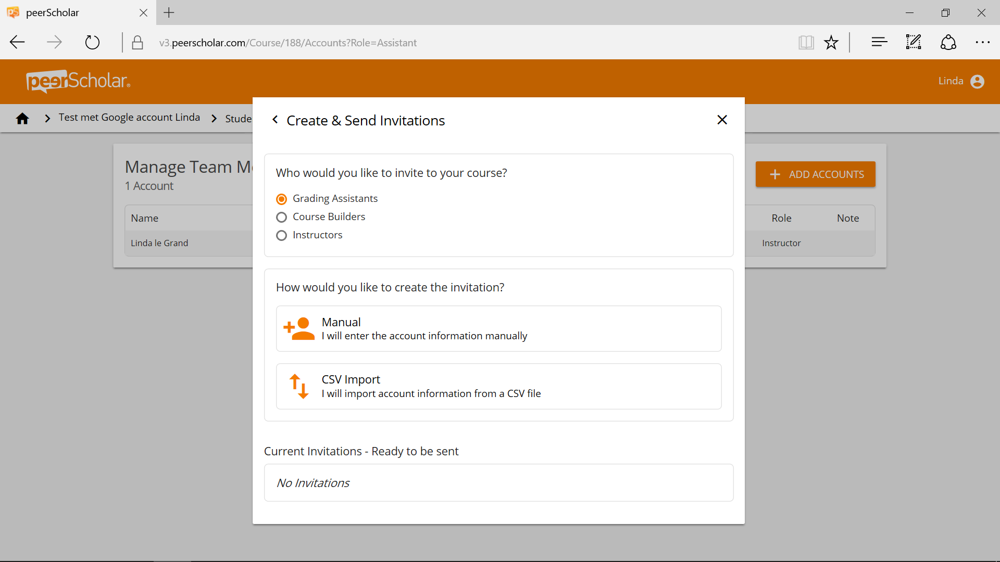 peerScholar
v3.peerscholar.com/Course/188/Accounts?Role=Assistant
peerScholar®
Linda
Test met Google account Linda
Create & Send Invitations
Manage Team
1 Account
Who would you like to invite to your course?
ADD ACCOUNTS
Grading Assistants
Course Builders
Instructors
Name
Role
Note
Linda le Grand
Instructor
How would you like to create the invitation?
Manual
I will enter the account information manually
CSV Import
I will import account information from a CSV file
Current Invitations - Ready to be sent
No Invitations